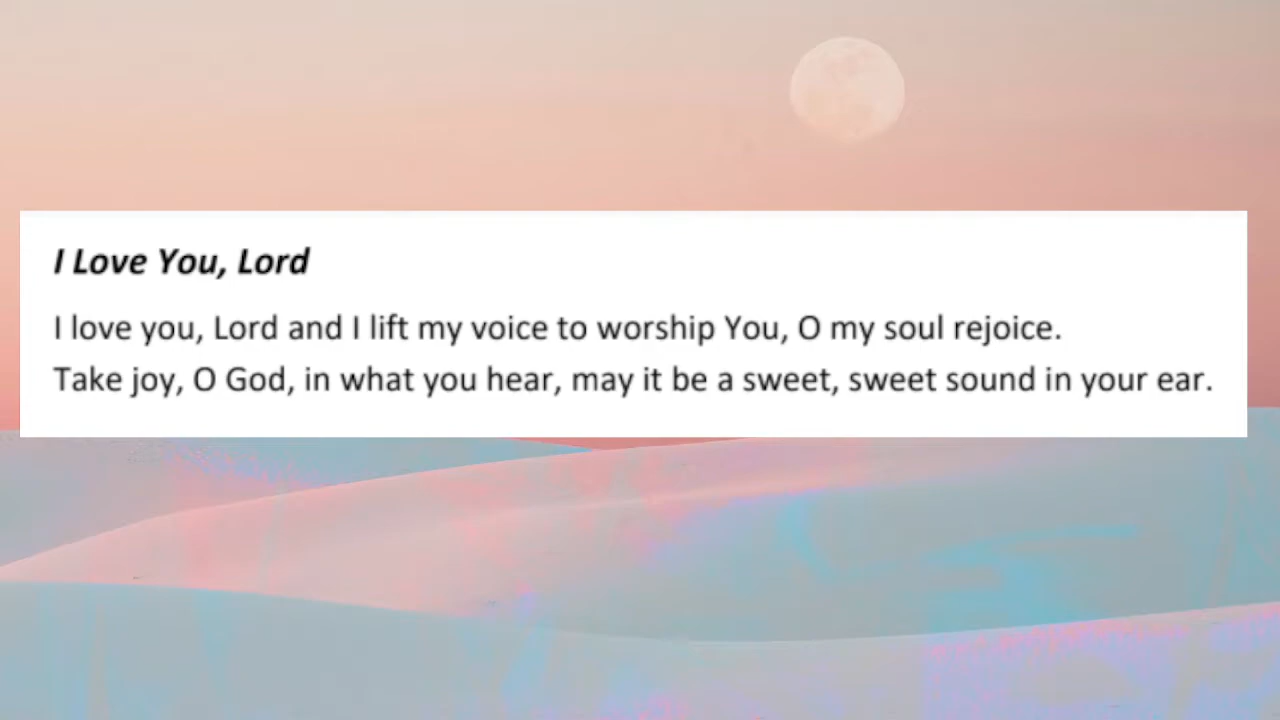 I Love You, Lord
I love you, Lord and I lift my voice to worship You, O my soul rejoice.
Take joy, O God, in what you hear, may it be a sweet, sweet sound in your ear.